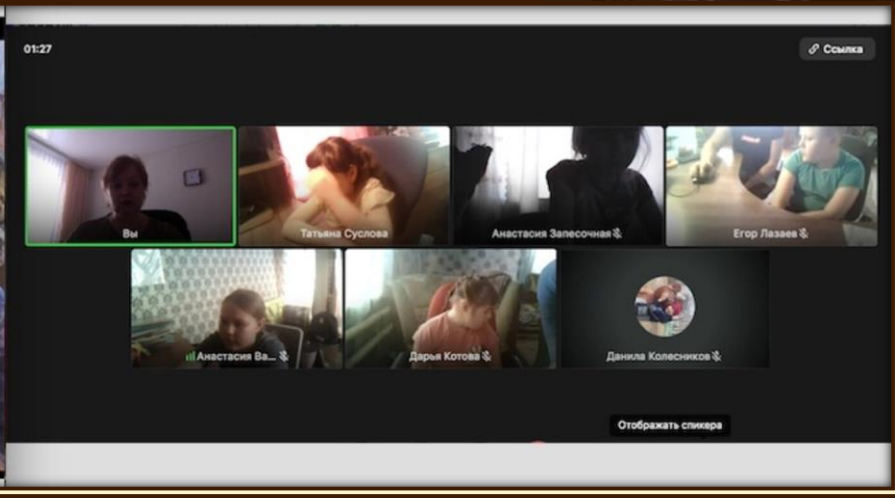 01:27
Ссылка
Вы
Татьяна Суслова
Анастасия Запесочная
Егор Лазаев
Анастасия Ва...
Дарья Котова
Данила Колесников
Отображать спикера